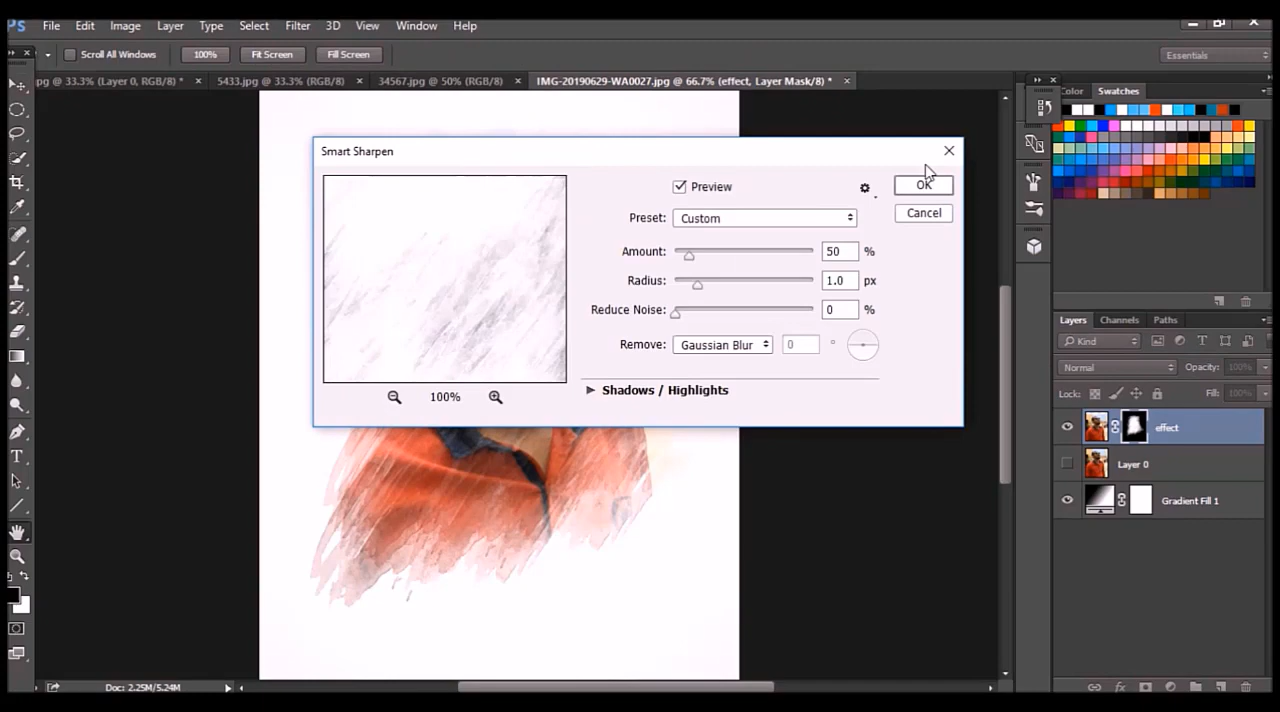 PS File Edit Image Layer Type Select Filter 3D View Window Help
Scroll All Windows 100% Fit Screen Fill Screen Essentials
pg @ 33.3% (Layer 0, RGB/8) * × 5433.jpg @ 33.3% (RGB/8) × 34567.jpg @ 50% (RGB/8) × IMG-20190629-WA0027.jpg @ 66.7% (effect, Layer Mask/8) * ×
Color Swatches
Smart Sharpen
Preview
OK
Preset: Custom
Cancel
Amount: 50 %
Radius: 1.0 px
Reduce Noise: 0 %
Remove: Gaussian Blur 0 °
Shadows / Highlights
100%
Layers Channels Paths
Kind
Normal Opacity: 100%
Lock: Fill: 100%
effect
Layer 0
Gradient Fill 1
Doc: 2.25M/5.24M